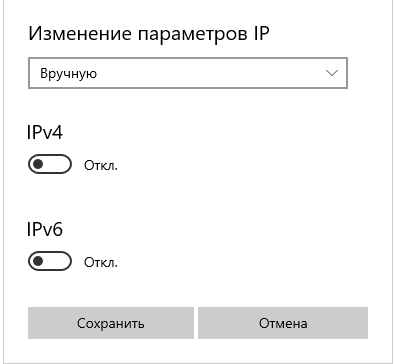 Изменение параметров IP
Вручную
IPv4
Откл.
IPv6
Откл.
Сохранить
Отмена